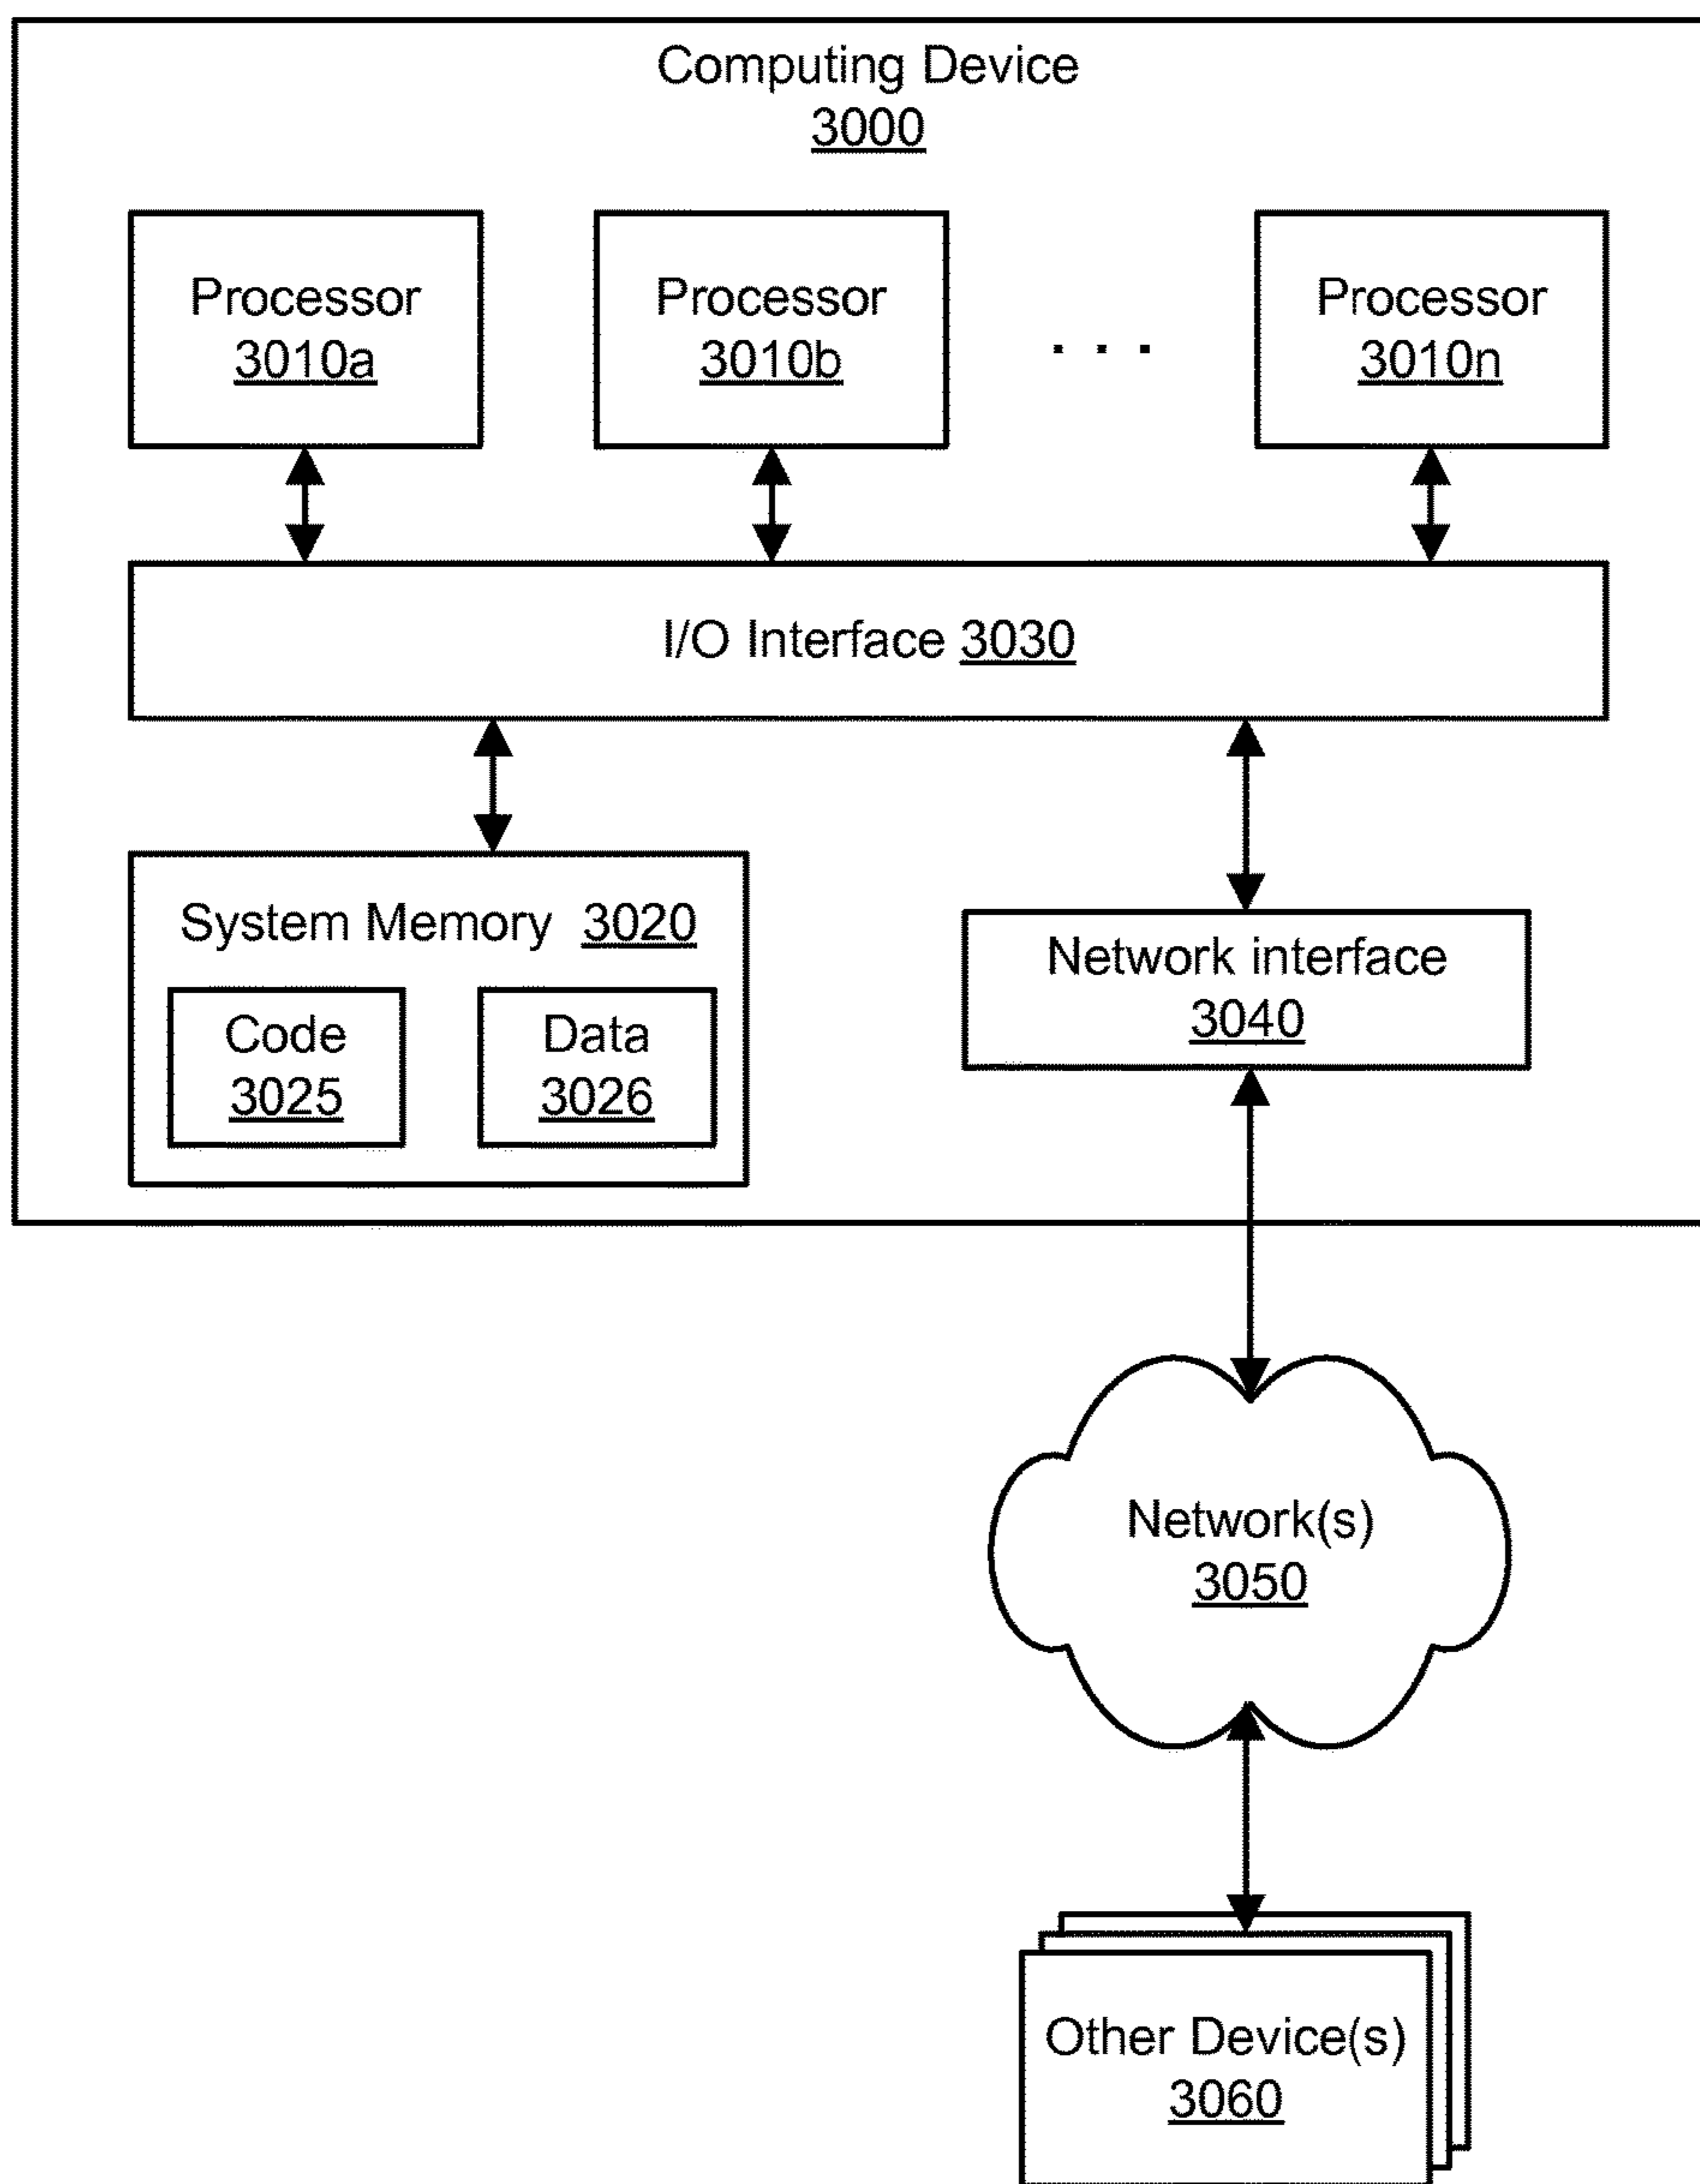 Computing Device
3000
Processor
3010a
Processor
3010b
. . .
Processor
3010n
I/O Interface 3030
System Memory 3020
Code
3025
Data
3026
Network interface
3040
Network(s)
3050
Other Device(s)
3060